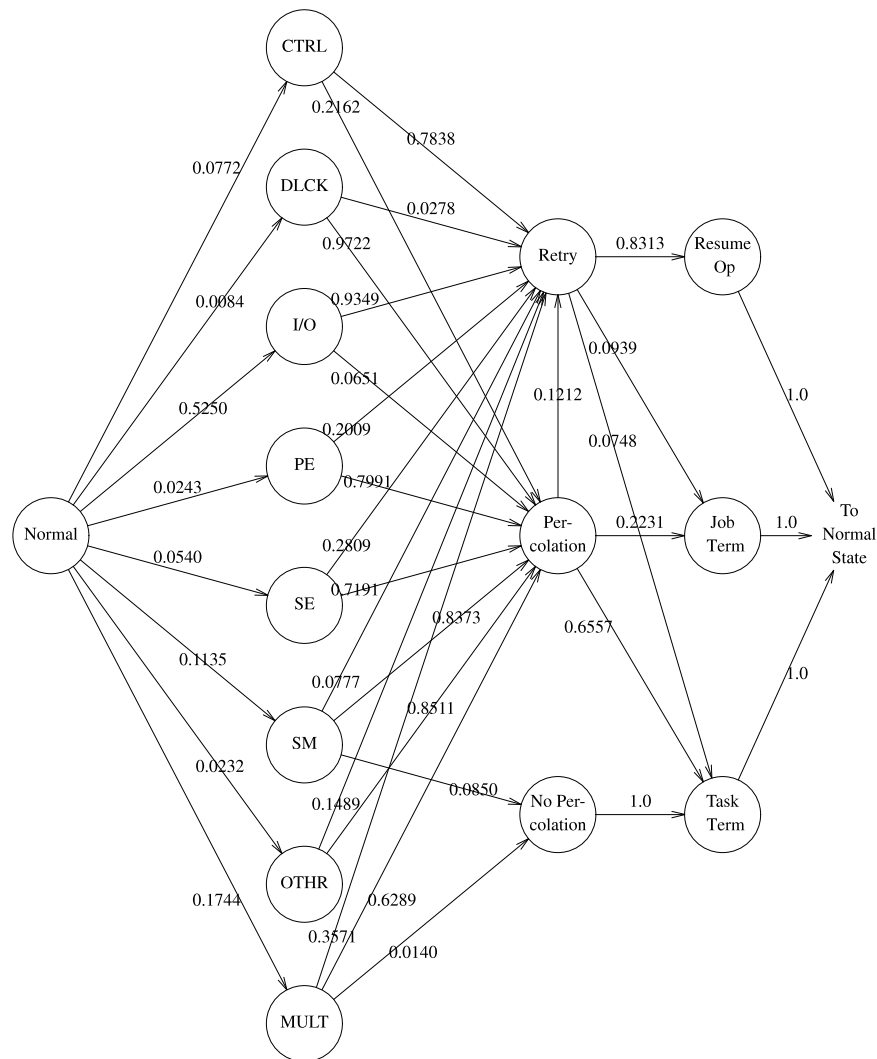 CTRL
0.2162
0.7838
0.0772
DLCK
0.0278
0.9722
Retry
0.8313
Resume
Op
0.0084
0.9349
I/O
0.0939
0.0651
0.1212
1.0
0.5250
0.2009
0.0748
PE
0.7991
0.0243
Normal
Per-
colation
0.2231
Job
Term
1.0
To
Normal
State
0.2809
0.0540
0.7191
SE
0.8373
0.6557
0.1135
0.0777
1.0
0.8511
SM
0.0232
0.0850
0.1489
No Per-
colation
1.0
Task
Term
OTHR
0.1744
0.6289
0.3571
0.0140
MULT